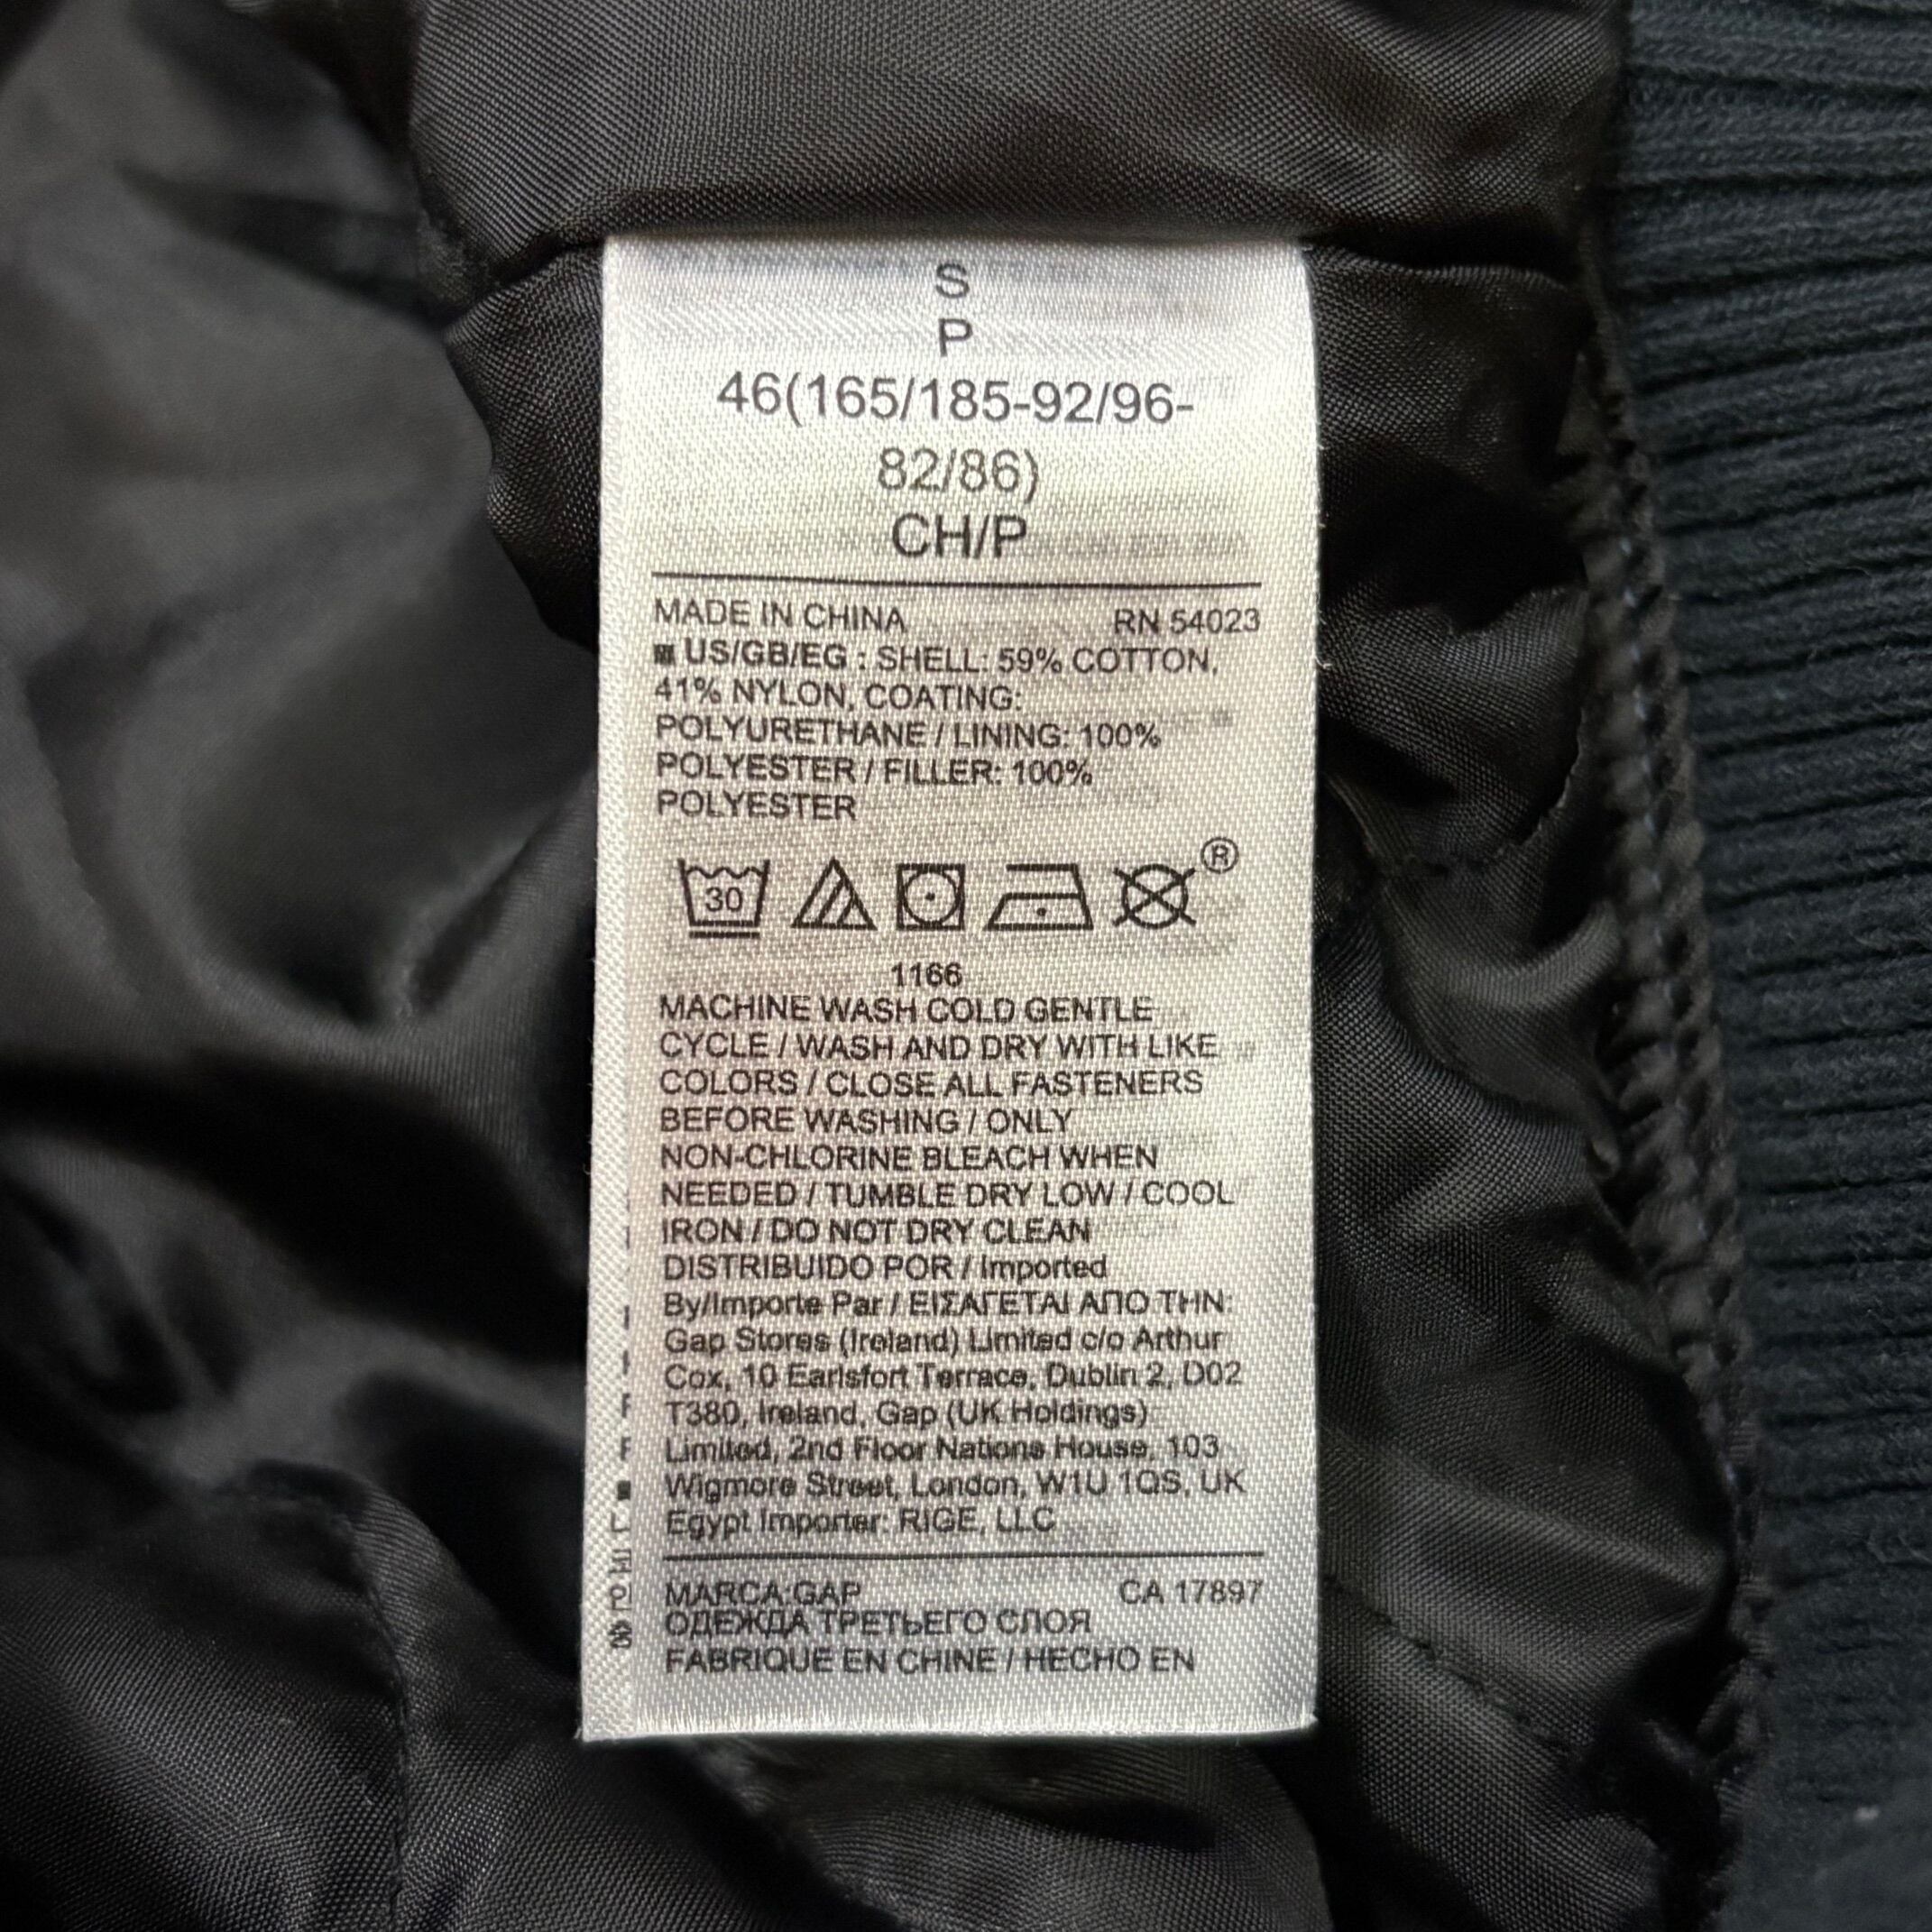 S
P
46(165/185-92/96-
82/86)
CH/P
MADE IN CHINA RN 54023
US/GB/EG : SHELL: 59% COTTON,
41% NYLON, COATING:
POLYURETHANE / LINING: 100%
POLYESTER / FILLER: 100%
POLYESTER
30 ®
1166
MACHINE WASH COLD GENTLE
CYCLE / WASH AND DRY WITH LIKE
COLORS / CLOSE ALL FASTENERS
BEFORE WASHING / ONLY
NON-CHLORINE BLEACH WHEN
NEEDED / TUMBLE DRY LOW / COOL
IRON / DO NOT DRY CLEAN
DISTRIBUIDO POR / Imported
By/Importe Par / ΕΙΣΑΓΕΤΑΙ ΑΠΟ ΤΗΝ:
Gap Stores (Ireland) Limited c/o Arthur
Cox, 10 Earlsfort Terrace, Dublin 2, D02
T380, Ireland, Gap (UK Holdings)
Limited, 2nd Floor Nations House, 103
Wigmore Street, London, W1U 1QS, UK
Egypt Importer: RIGE, LLC
MARCA:GAP CA 17897
ОДЕЖДА ТРЕТЬЕГО СЛОЯ
FABRIQUE EN CHINE / HECHO EN